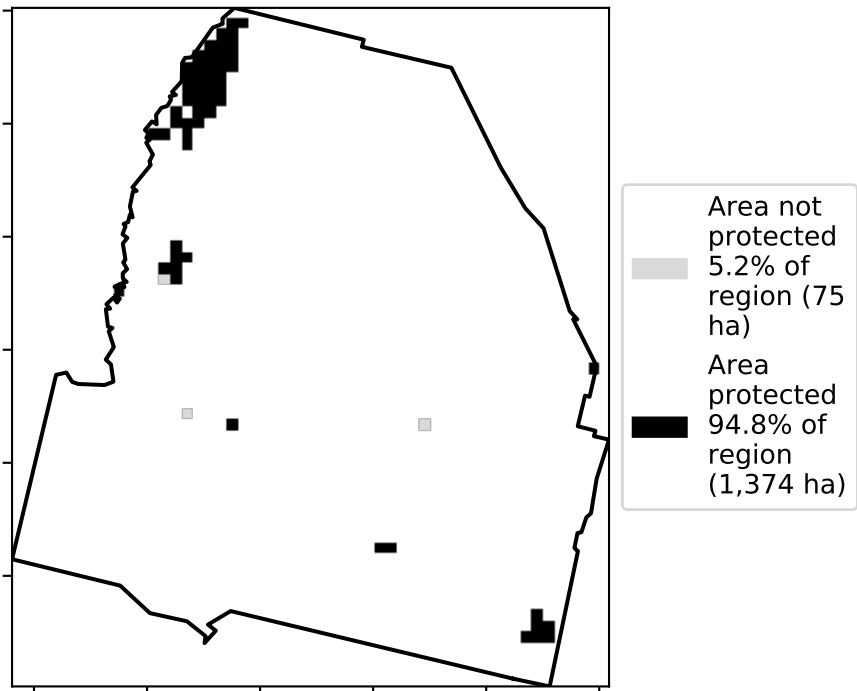 Area not
protected
5.2% of
region (75
ha)
Area
protected
94.8% of
region
(1,374 ha)